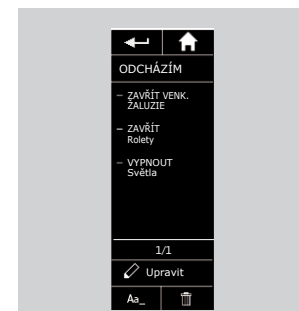 ODCHÁZÍM
– ZAVŘÍT VENK.
ŽALUZIE
– ZAVŘÍT
Rolety
– VYPNOUT
Světla
1/1
Upravit
Aa_